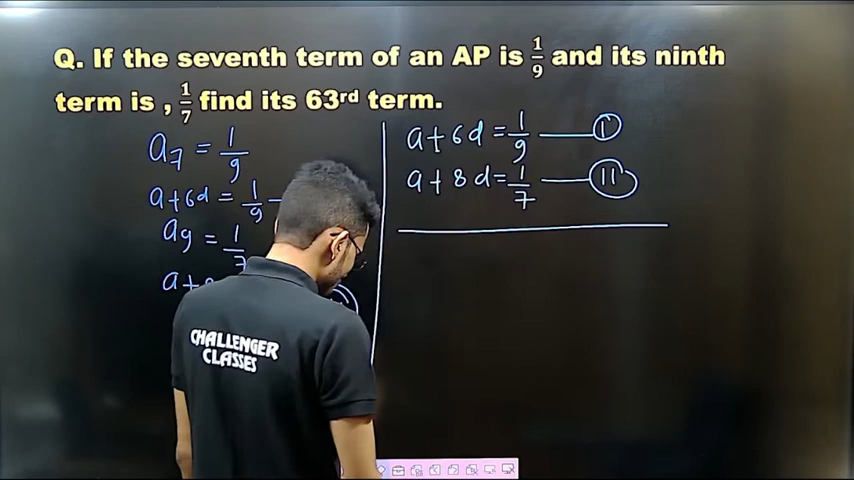 Q. If the seventh term of an AP is 1/9 and its ninth
term is , 1/7 find its 63rd term.
a7 = 1/9
a+6d = 1/9
a9 = 1/7
a+
a+6d = 1/9 — I
a+8d = 1/7 — II
CHALLENGER
CLASSES